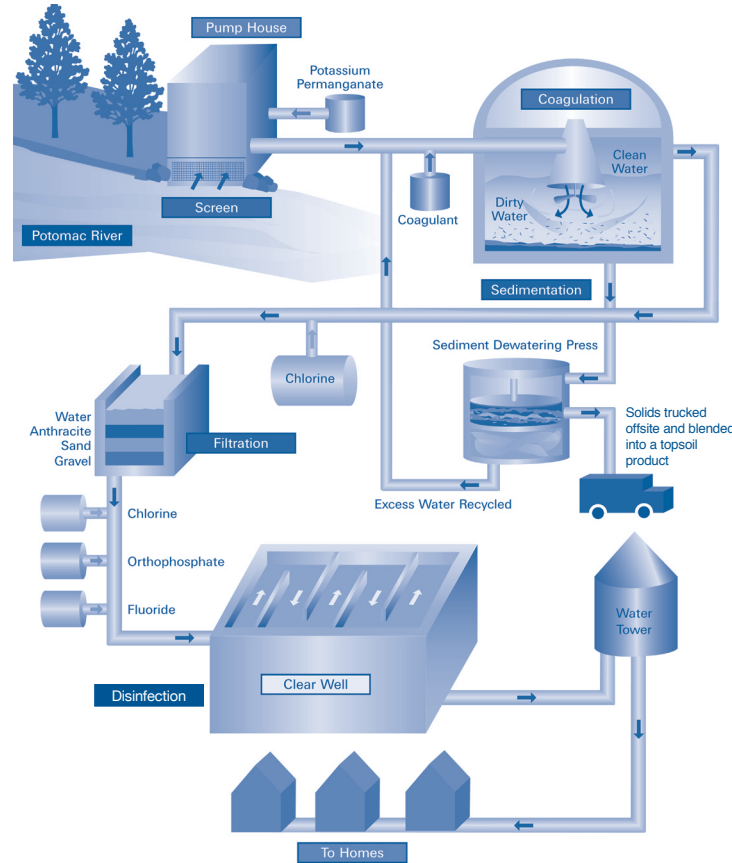 Pump House
Potassium
Permanganate
Coagulation
Clean
Water
Screen
Coagulant
Dirty
Water
Potomac River
Sedimentation
Sediment Dewatering Press
Chlorine
Water
Anthracite
Sand
Gravel
Filtration
Solids trucked
offsite and blended
into a topsoil
product
Excess Water Recycled
Chlorine
Orthophosphate
Fluoride
Water
Tower
Disinfection
Clear Well
To Homes